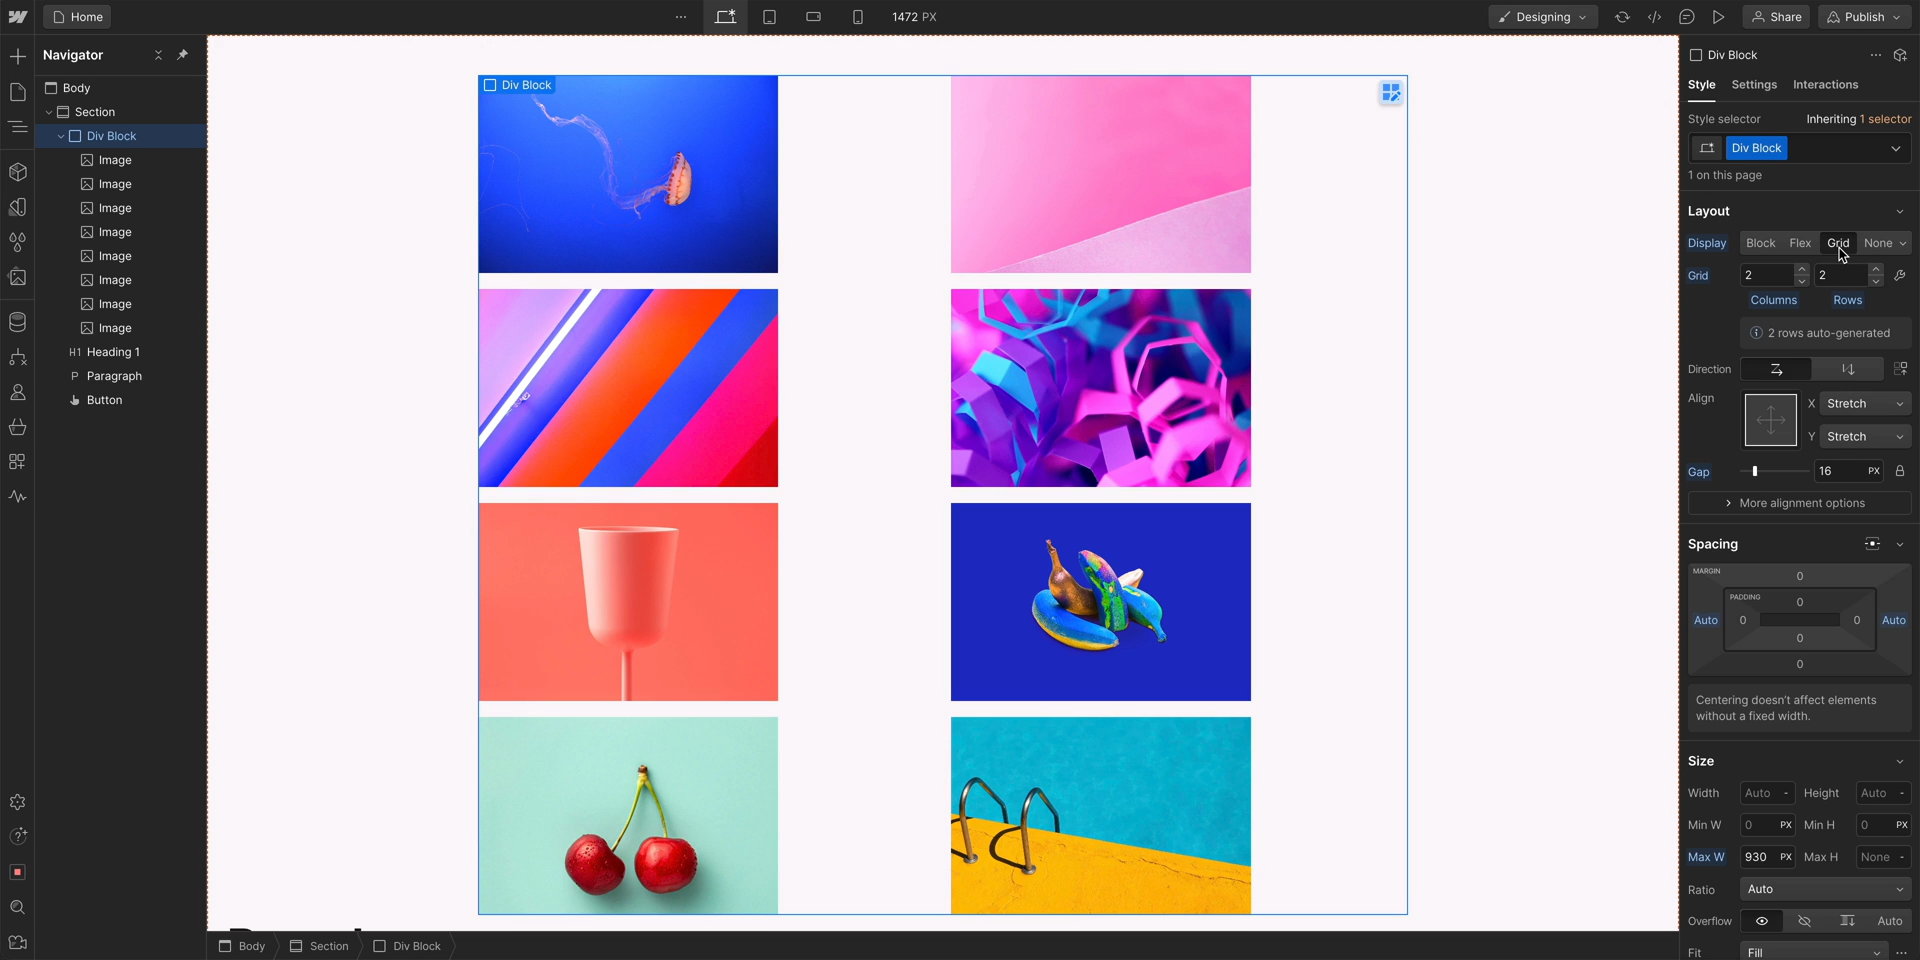 Home
1472 PX
Designing
Share
Publish
Navigator
Body
Section
Div Block
Image
Image
Image
Image
Image
Image
Image
Image
H1 Heading 1
P Paragraph
Button
Div Block
Body
Section
Div Block
Div Block
Style Settings Interactions
Style selector Inheriting 1 selector
Div Block
1 on this page
Layout
Display Block Flex Grid None
Grid 2 2
Columns Rows
2 rows auto-generated
Direction
Align X Stretch
Y Stretch
Gap 16 PX
More alignment options
Spacing
MARGIN 0
PADDING 0
Auto 0 0 Auto
0
0
Centering doesn't affect elements
without a fixed width.
Size
Width Auto - Height Auto -
Min W 0 PX Min H 0 PX
Max W 930 PX Max H None -
Ratio Auto
Overflow Auto
Fit Fill